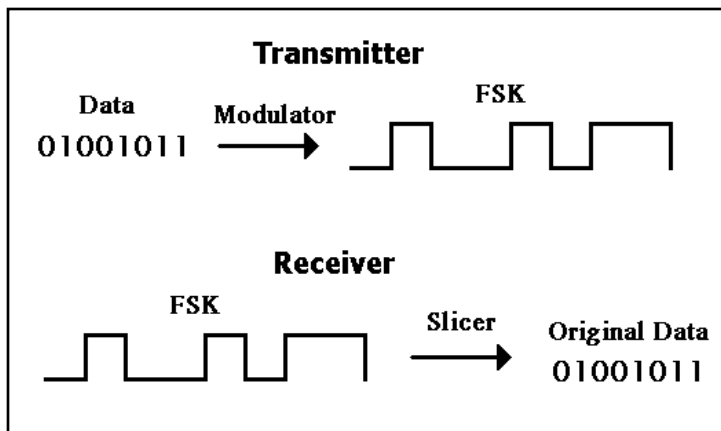 Transmitter
Data
Modulator
FSK
01001011
Receiver
FSK
Slicer
Original Data
01001011